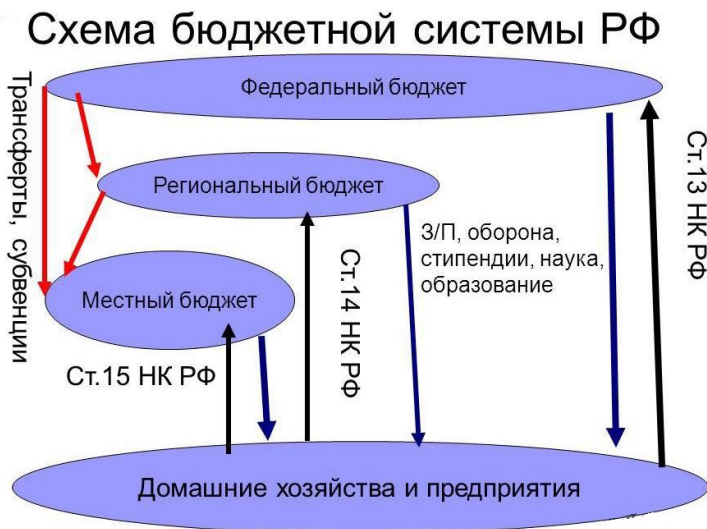 Схема бюджетной системы РФ
Трансферты, субвенции
Федеральный бюджет
Ст.13 НК РФ
Региональный бюджет
З/П, оборона,
стипендии, наука,
образование
Ст.14 НК РФ
Местный бюджет
Ст.15 НК РФ
Домашние хозяйства и предприятия